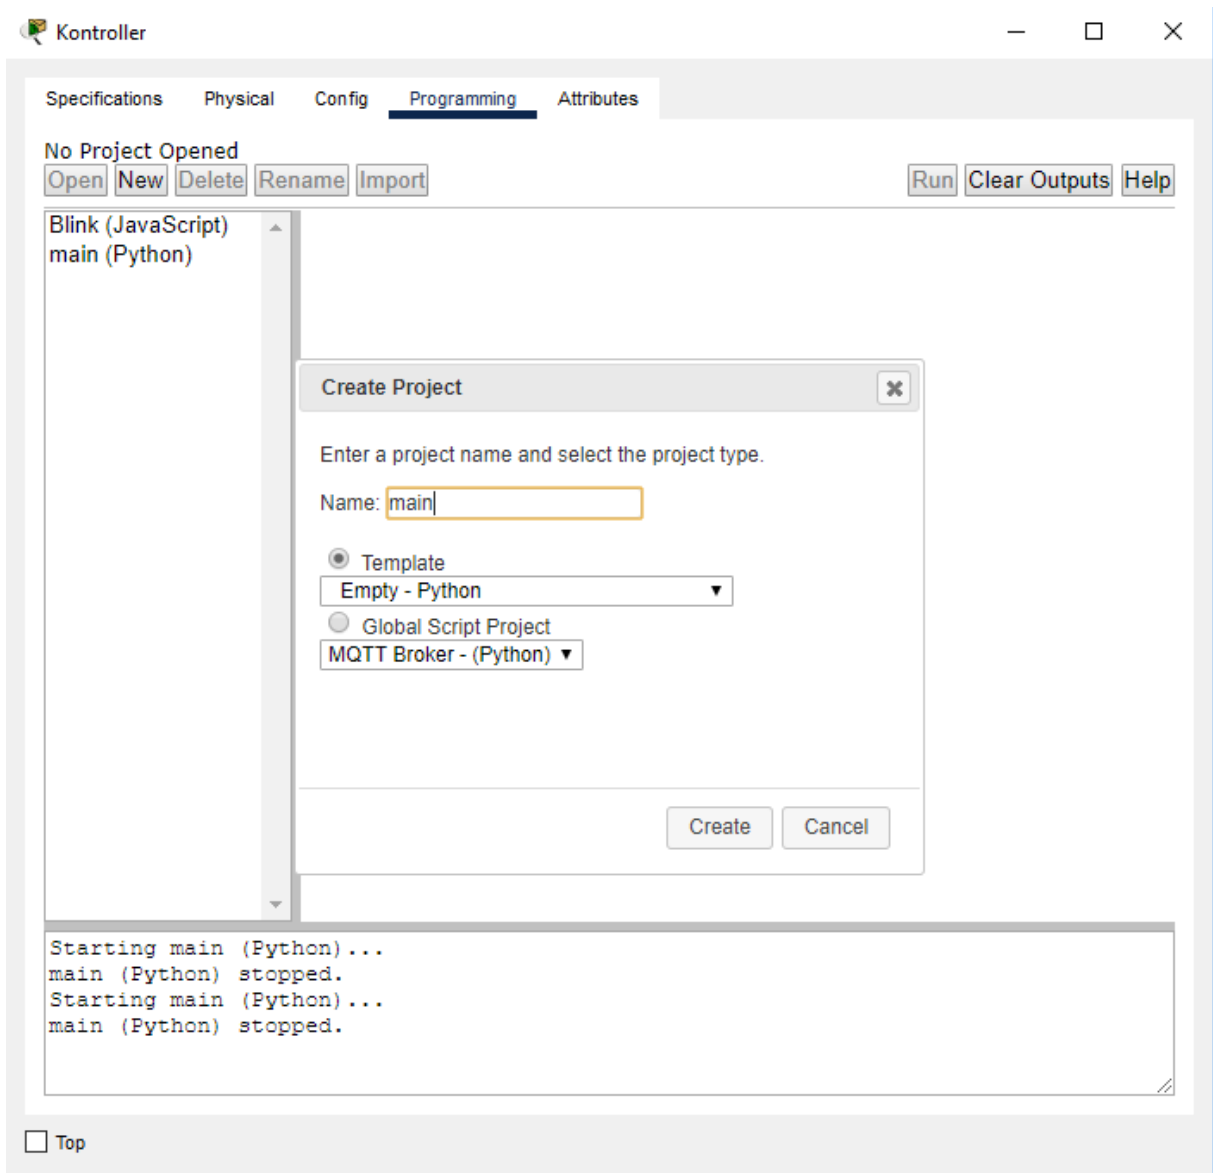 Kontroller
Specifications Physical Config Programming Attributes
No Project Opened
Open New Delete Rename Import Run Clear Outputs Help
Blink (JavaScript)
main (Python)
Create Project
Enter a project name and select the project type.
Name: main
Template
Empty - Python
Global Script Project
MQTT Broker - (Python)
Create Cancel
Starting main (Python)...
main (Python) stopped.
Starting main (Python)...
main (Python) stopped.
Top